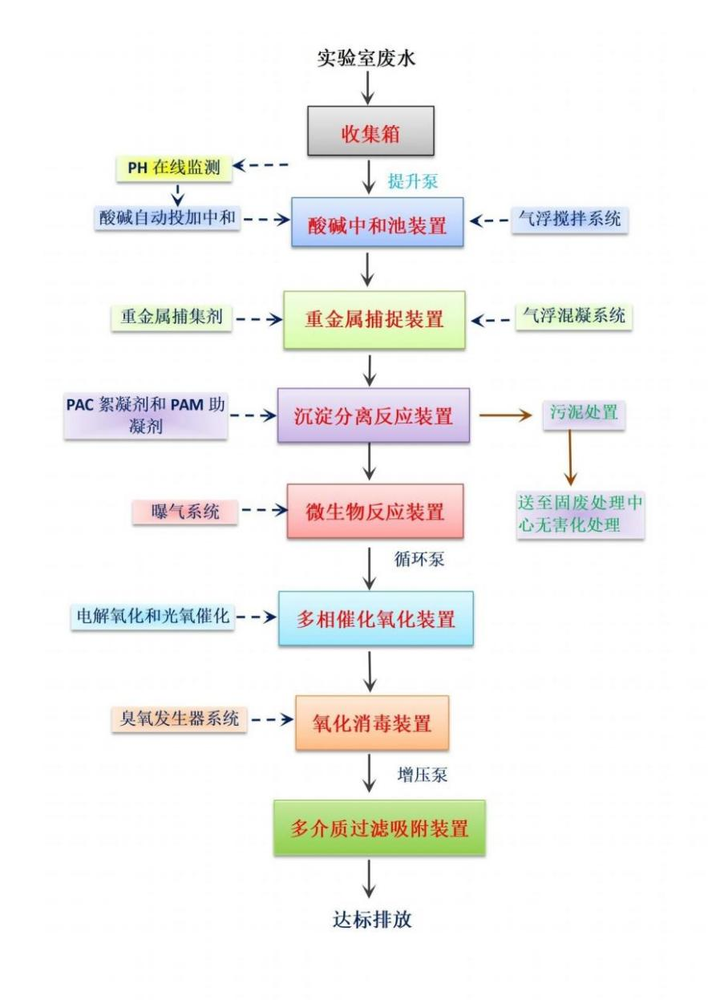 实验室废水
收集箱
PH 在线监测
提升泵
酸碱自动投加中和
酸碱中和池装置
气浮搅拌系统
重金属捕集剂
重金属捕捉装置
气浮混凝系统
PAC 絮凝剂和 PAM 助
凝剂
沉淀分离反应装置
污泥处置
曝气系统
微生物反应装置
送至固废处理中
心无害化处理
循环泵
电解氧化和光氧催化
多相催化氧化装置
臭氧发生器系统
氧化消毒装置
增压泵
多介质过滤吸附装置
达标排放